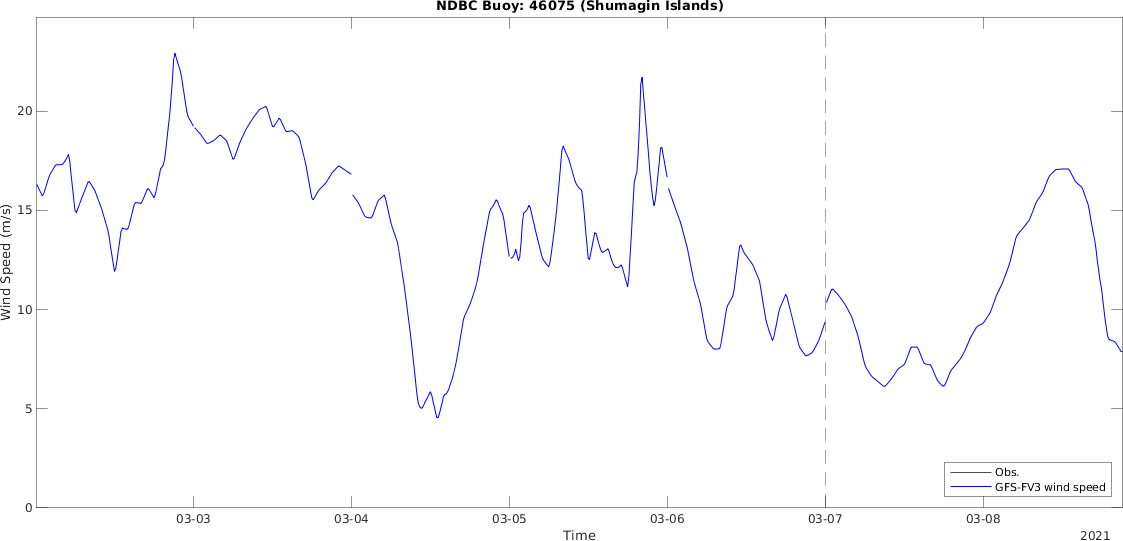 NDBC Buoy: 46075 (Shumagin Islands)
20
15
10
5
0
Wind Speed (m/s)
Obs.
GFS-FV3 wind speed
03-03 03-04 03-05 03-06 03-07 03-08
Time
2021